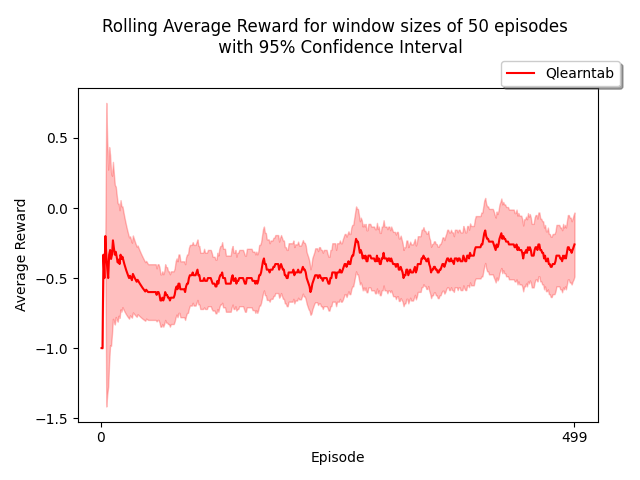 Rolling Average Reward for window sizes of 50 episodes
with 95% Confidence Interval
Qlearntab
0.5
0.0
−0.5
−1.0
−1.5
Average Reward
0
499
Episode